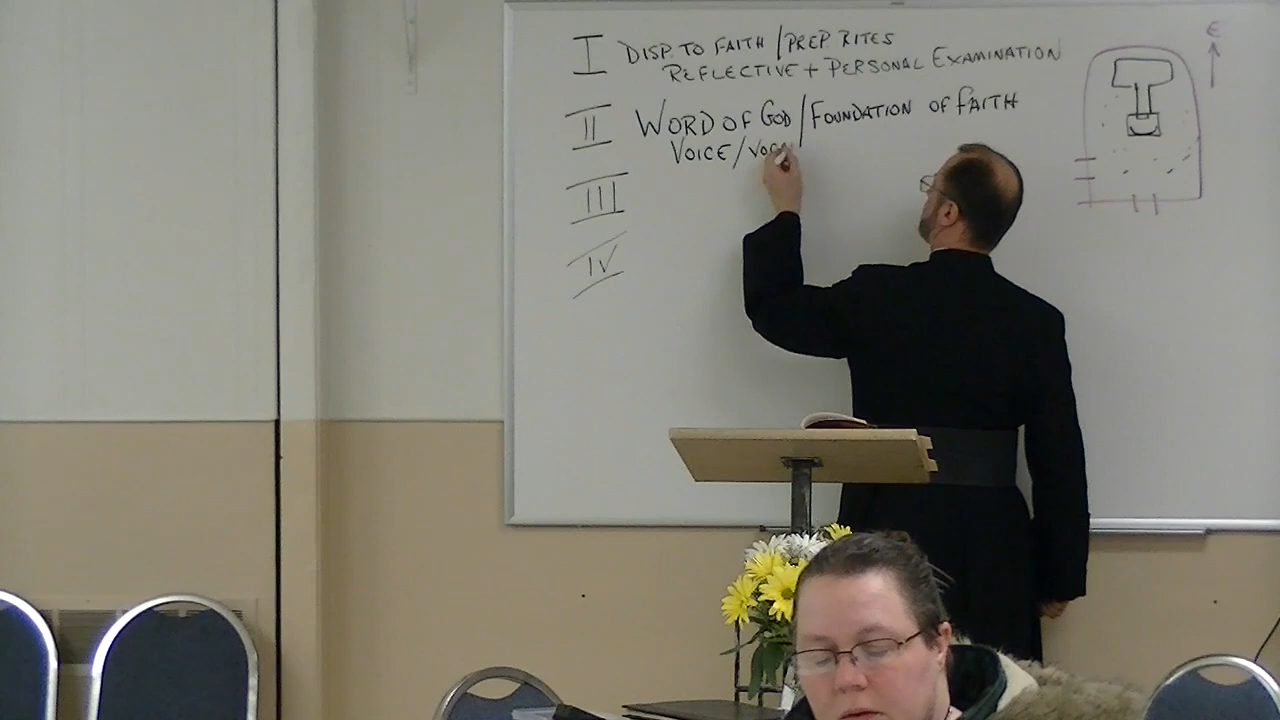 I DISP TO FAITH / PREP RITES
REFLECTIVE + PERSONAL EXAMINATION
II WORD OF GOD / FOUNDATION OF FAITH
VOICE /
III
IV
E